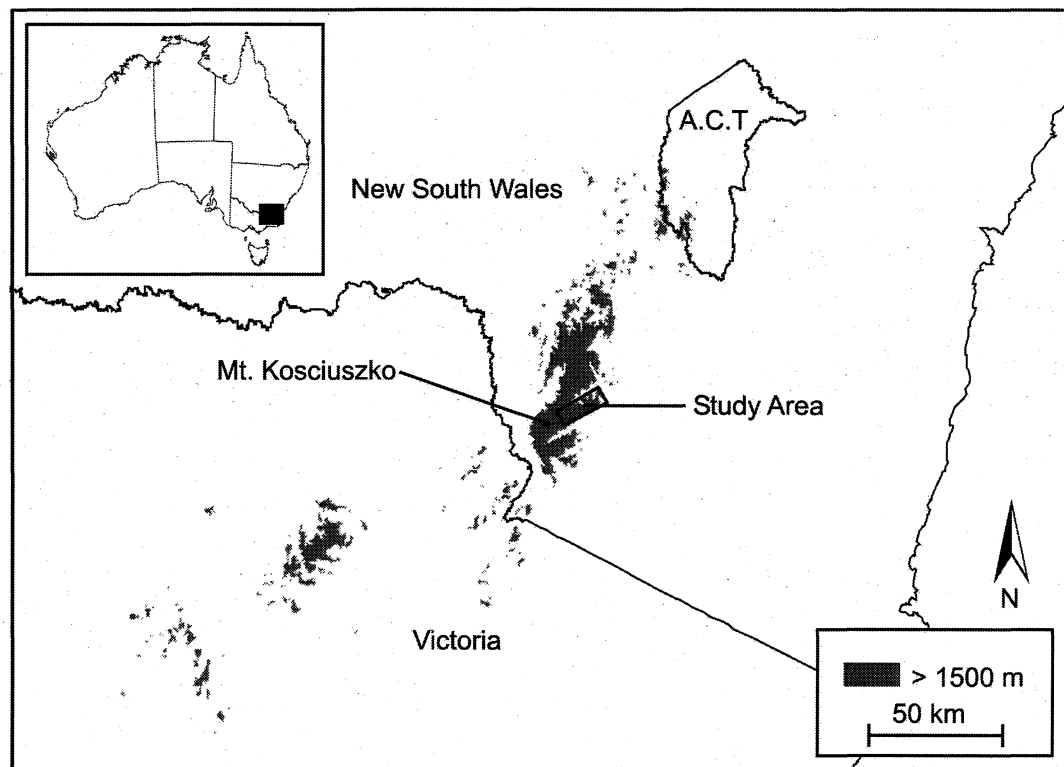 A.C.T
New South Wales
Mt. Kosciuszko
Study Area
Victoria
N
> 1500 m
50 km